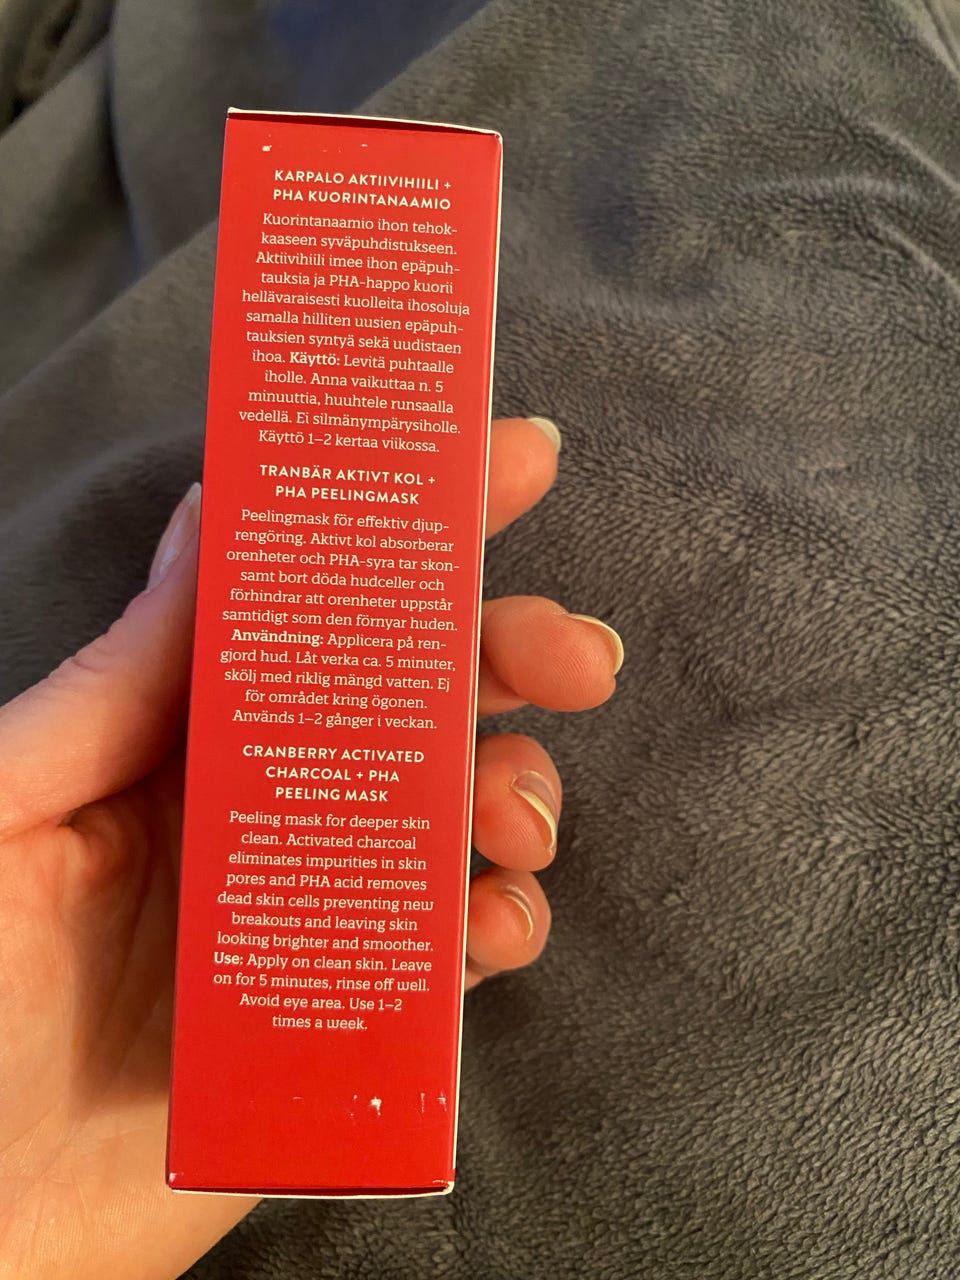 KARPALO AKTIIVIHIILI +
PHA KUORINTANAAMIO
Kuorintanaamio ihon tehok-
kaaseen syväpuhdistukseen.
Aktiivihiili imee ihon epäpuh-
tauksia ja PHA-happo kuorii
hellävaraisesti kuolleita ihosoluja
samalla hilliten uusien epäpuh-
tauksien syntyä sekä uudistaen
ihoa. Käyttö: Levitä puhtaalle
iholle. Anna vaikuttaa n. 5
minuuttia, huuhtele runsaalla
vedellä. Ei silmänympärysiholle.
Käyttö 1–2 kertaa viikossa.
TRANBÄR AKTIVT KOL +
PHA PEELINGMASK
Peelingmask för effektiv djup-
rengöring. Aktivt kol absorberar
orenheter och PHA-syra tar skon-
samt bort döda hudceller och
förhindrar att orenheter uppstår
samtidigt som den förnyar huden.
Användning: Applicera på ren-
gjord hud. Låt verka ca. 5 minuter,
skölj med riklig mängd vatten. Ej
för området kring ögonen.
Används 1–2 gånger i veckan.
CRANBERRY ACTIVATED
CHARCOAL + PHA
PEELING MASK
Peeling mask for deeper skin
clean. Activated charcoal
eliminates impurities in skin
pores and PHA acid removes
dead skin cells preventing new
breakouts and leaving skin
looking brighter and smoother.
Use: Apply on clean skin. Leave
on for 5 minutes, rinse off well.
Avoid eye area. Use 1–2
times a week.